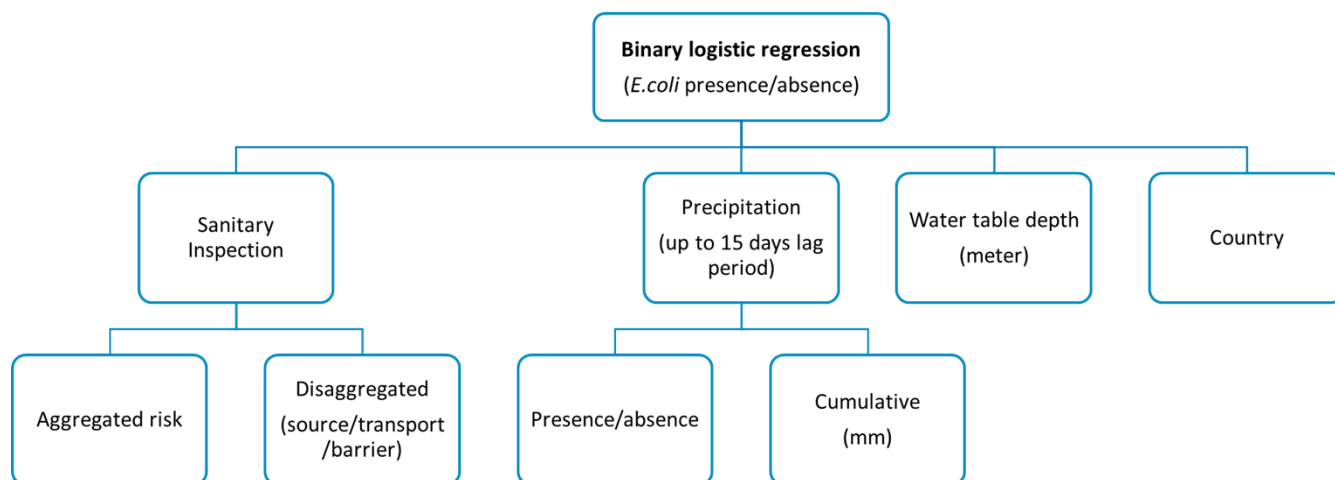 Binary logistic regression
(E.coli presence/absence)
Sanitary
Inspection
Precipitation
(up to 15 days lag
period)
Water table depth
(meter)
Country
Aggregated risk
Disaggregated
(source/transport
/barrier)
Presence/absence
Cumulative
(mm)